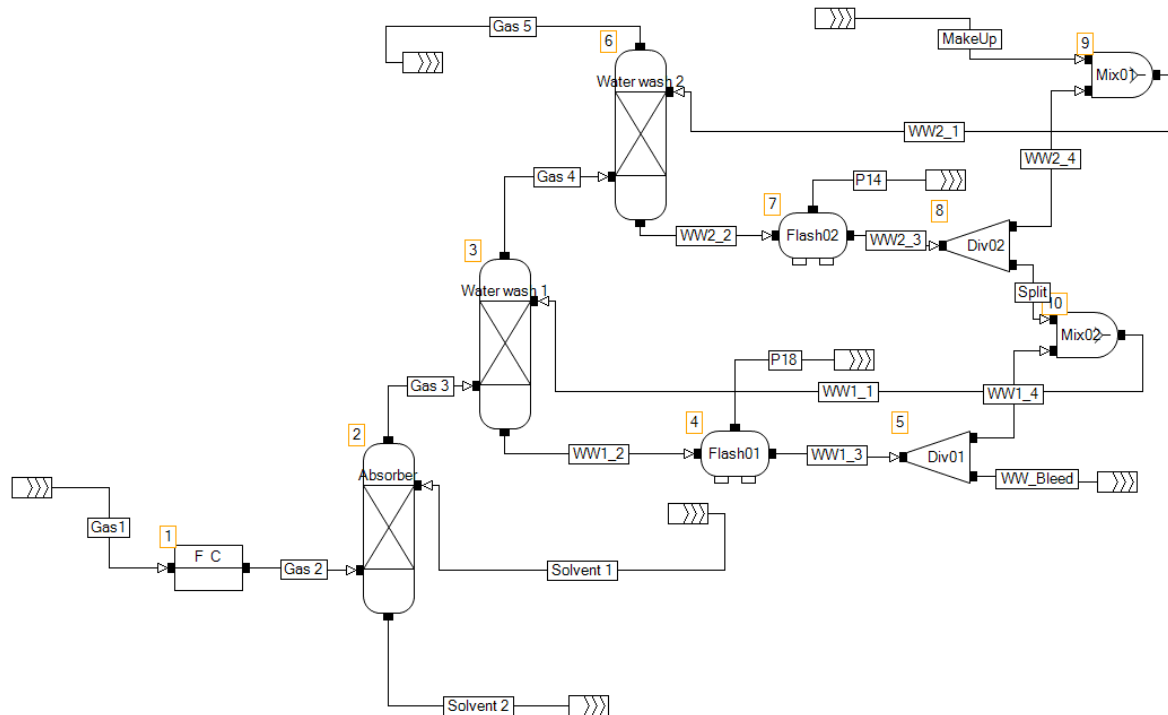 Gas 5
6
MakeUp
9
Mix01
Water wash 2
WW2_1
WW2_4
Gas 4
P14
7
8
Flash02
WW2_2
WW2_3
Div02
3
Split
10
Water wash 1
Mix02
P18
Gas 3
WW1_1
WW1_4
4
5
2
WW1_2
Flash01
WW1_3
Div01
Absorber
WW_Bleed
Gas1
1
F C
Gas 2
Solvent 1
Solvent 2